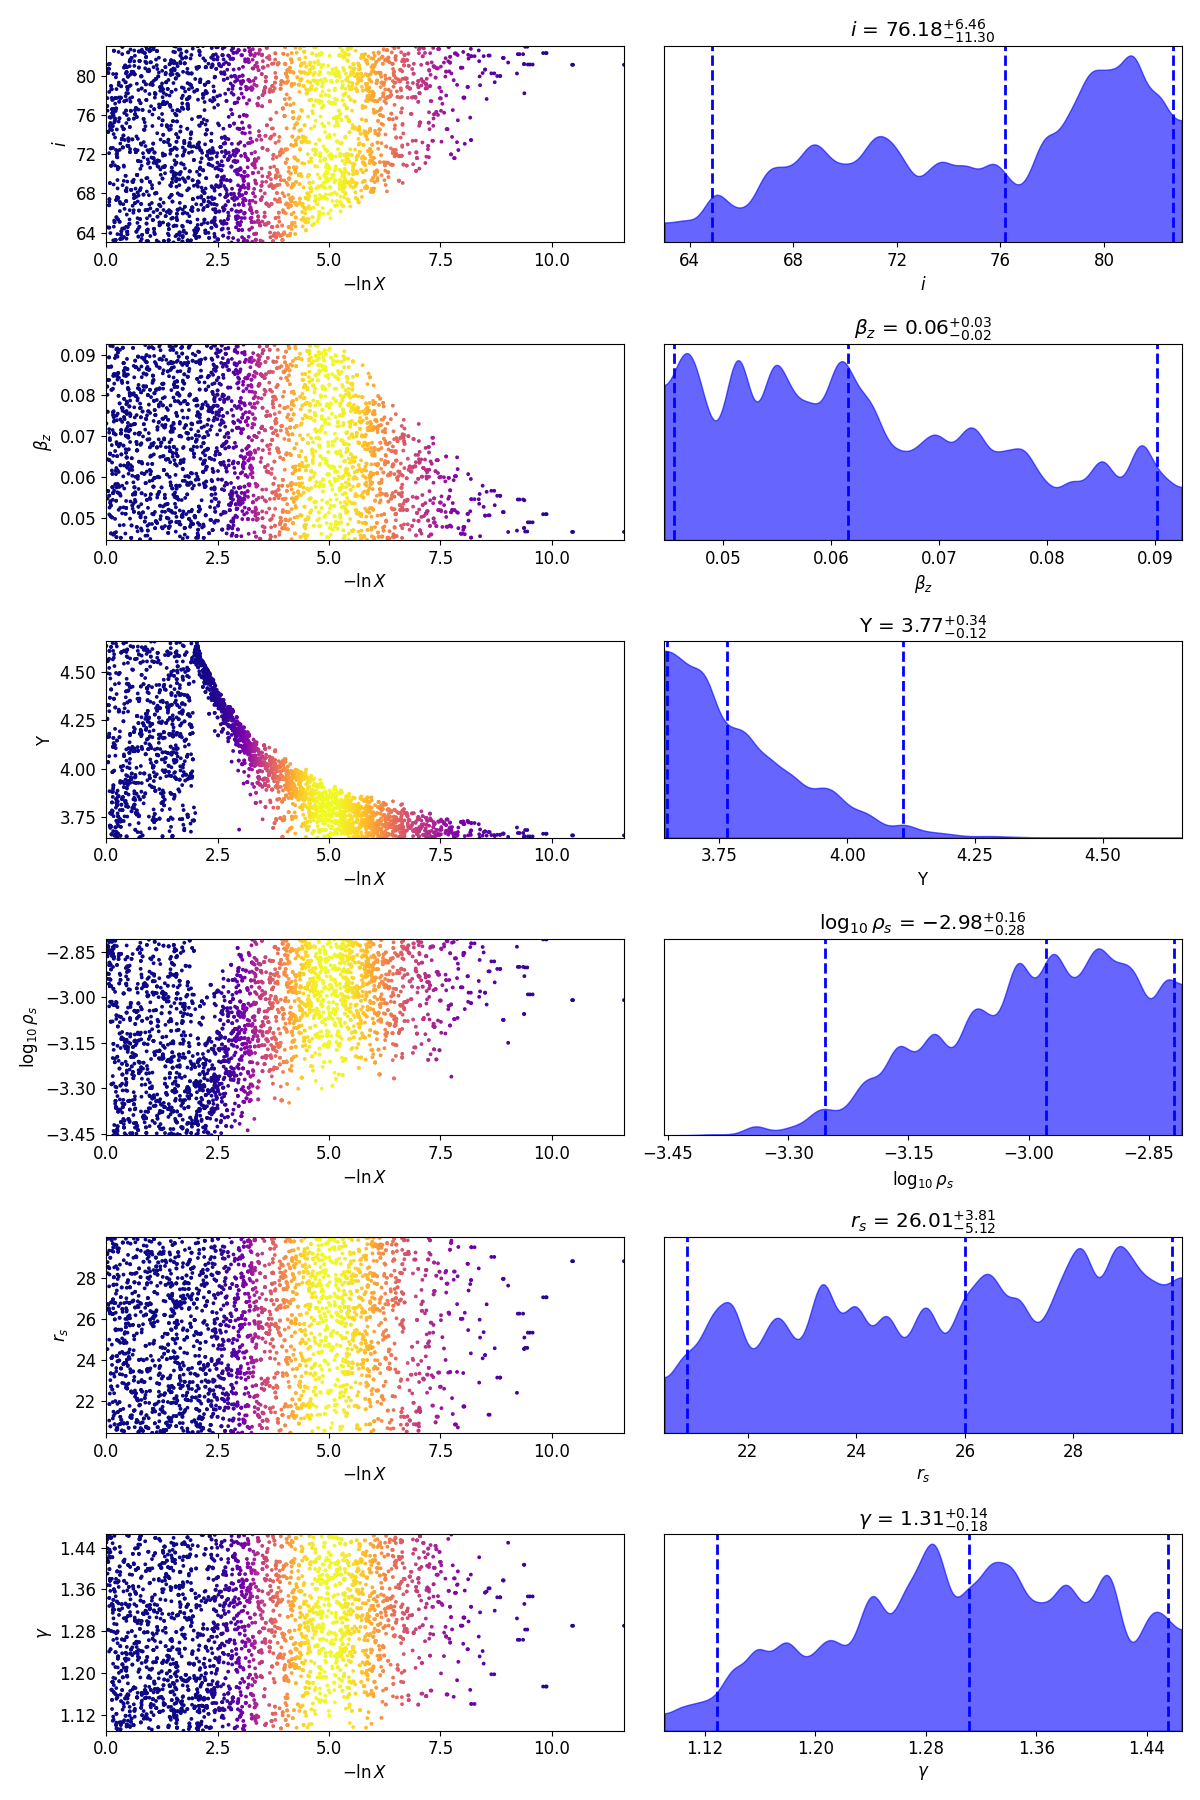 i = 76.18 +6.46 −11.30
80
76
72
68
64
i
0.0 2.5 5.0 7.5 10.0
−ln X
64 68 72 76 80
i
β_z = 0.06 +0.03 −0.02
0.09
0.08
0.07
0.06
0.05
β_z
0.0 2.5 5.0 7.5 10.0
−ln X
0.05 0.06 0.07 0.08 0.09
β_z
Y = 3.77 +0.34 −0.12
4.50
4.25
4.00
3.75
Y
0.0 2.5 5.0 7.5 10.0
−ln X
3.75 4.00 4.25 4.50
Y
log₁₀ ρ_s = −2.98 +0.16 −0.28
−2.85
−3.00
−3.15
−3.30
−3.45
log₁₀ ρ_s
0.0 2.5 5.0 7.5 10.0
−ln X
−3.45 −3.30 −3.15 −3.00 −2.85
log₁₀ ρ_s
r_s = 26.01 +3.81 −5.12
28
26
24
22
r_s
0.0 2.5 5.0 7.5 10.0
−ln X
22 24 26 28
r_s
γ = 1.31 +0.14 −0.18
1.44
1.36
1.28
1.20
1.12
γ
0.0 2.5 5.0 7.5 10.0
−ln X
1.12 1.20 1.28 1.36 1.44
γ